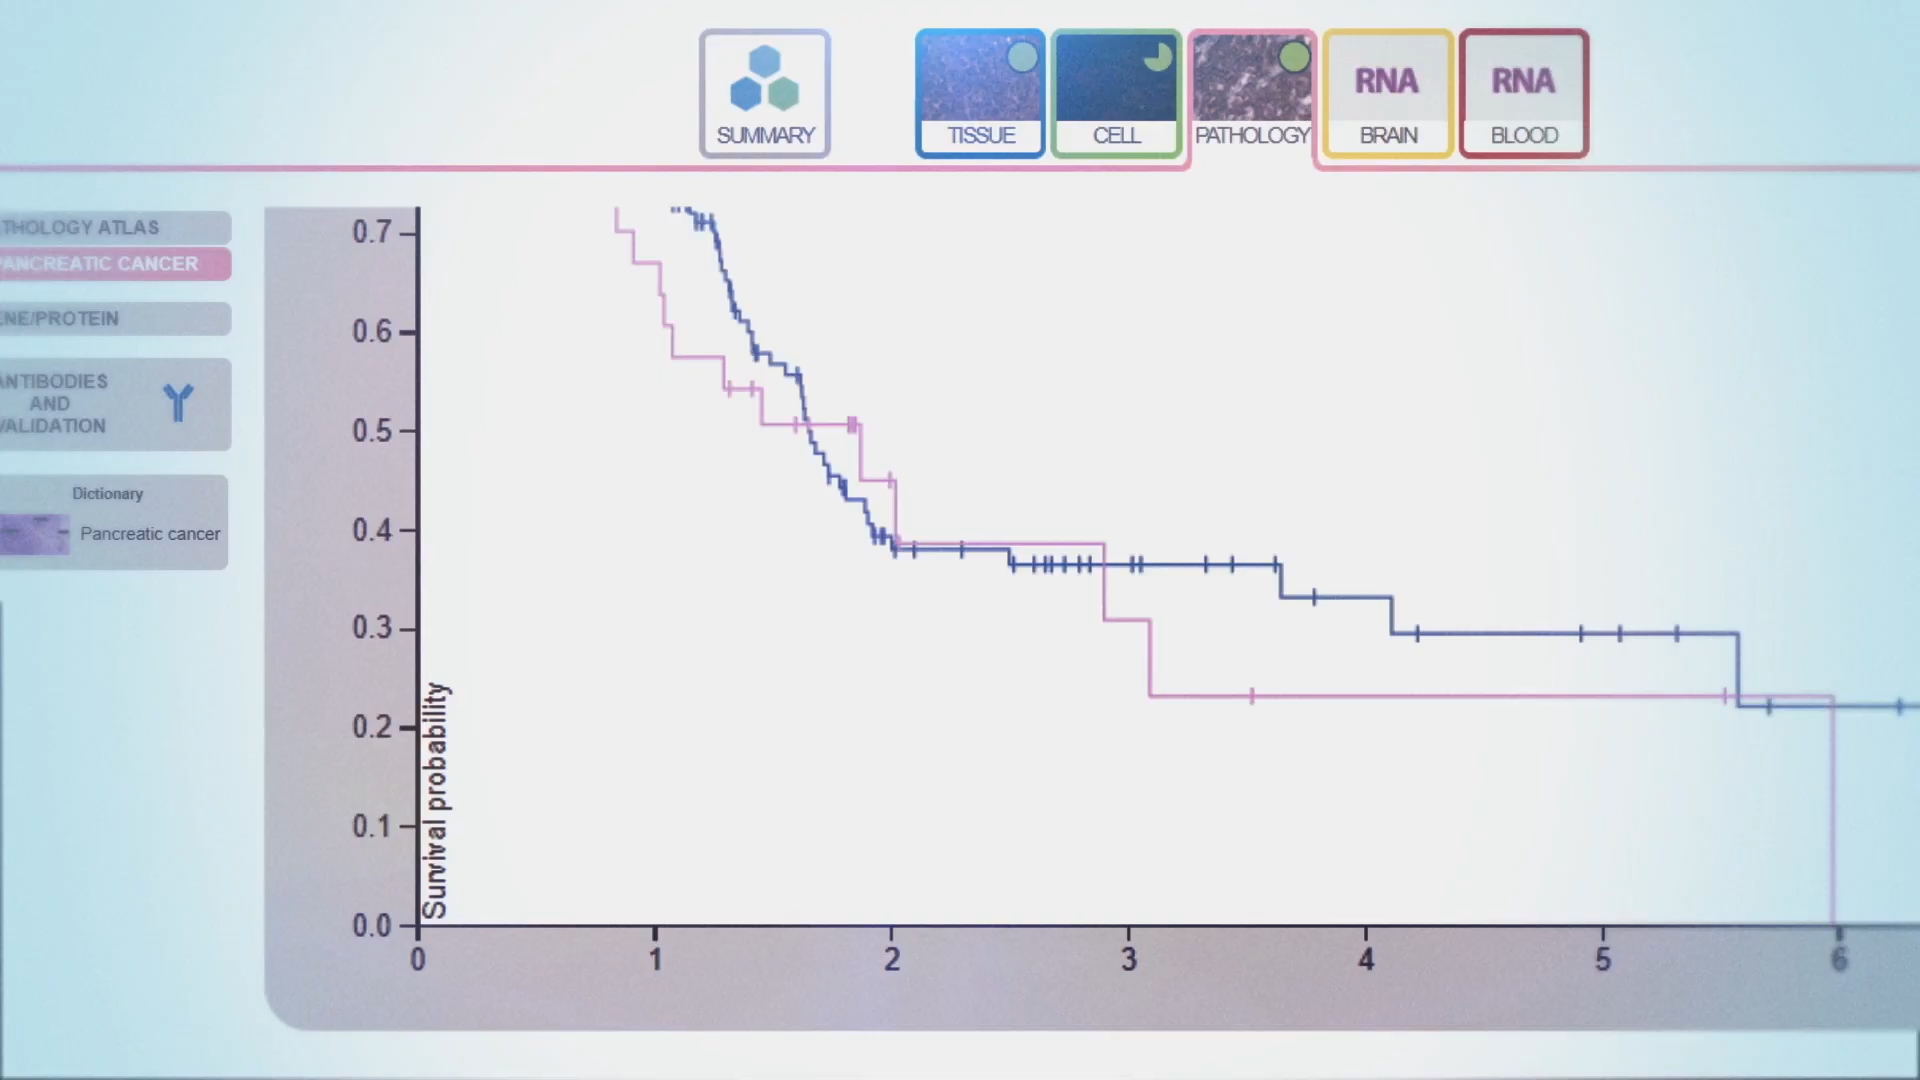 SUMMARY
TISSUE
CELL
PATHOLOGY
RNA
BRAIN
RNA
BLOOD
THOLOGY ATLAS
PANCREATIC CANCER
ENE/PROTEIN
ANTIBODIES
AND
VALIDATION
Dictionary
Pancreatic cancer
0.7
0.6
0.5
0.4
0.3
0.2
0.1
0.0
Survival probability
0
1
2
3
4
5
6